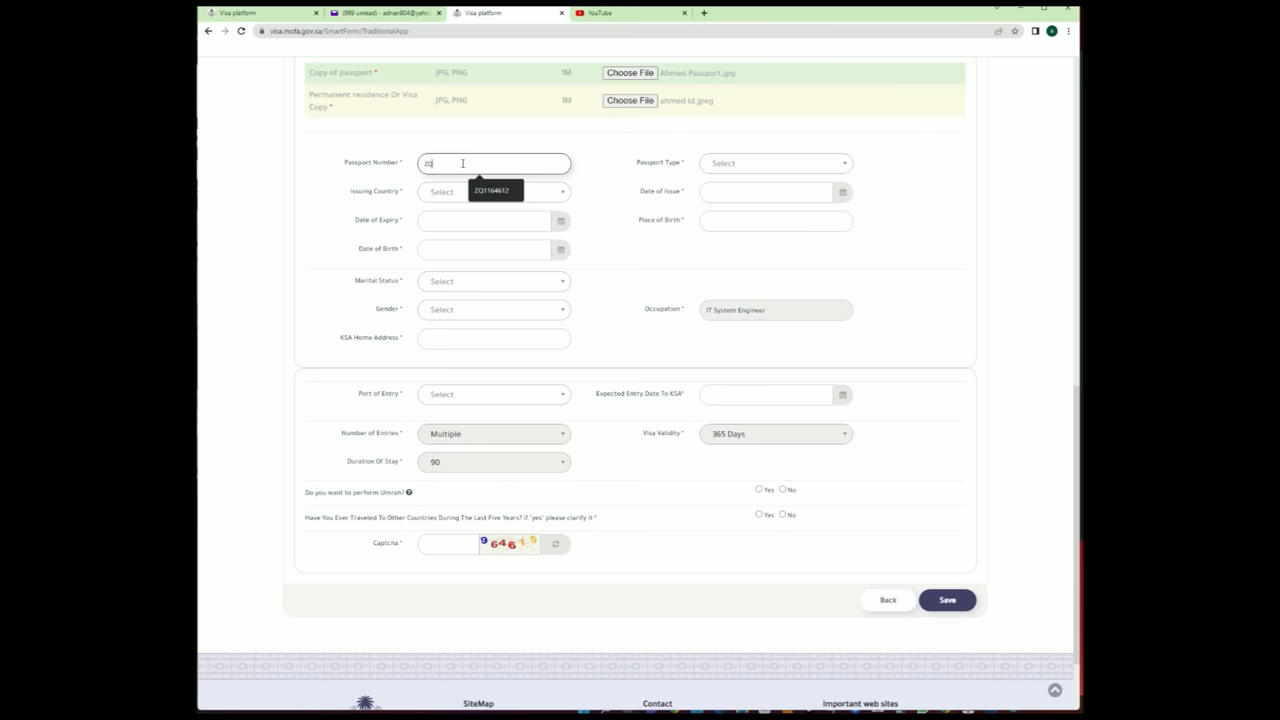 Visa platform
(999 unread) - adnan804@yaho
Visa platform
YouTube
visa.mofa.gov.sa/SmartForm/TraditionalApp
Copy of passport * JPG, PNG 1M Choose File Ahmed Passport.jpg
Permanent residence Or Visa
Copy * JPG, PNG 1M Choose File ahmed id.jpeg
Passport Number * ZQ Passport Type * Select
Issuing Country * Select ZQ1164612 Date of Issue *
Date of Expiry * Place of Birth *
Date of Birth *
Marital Status * Select
Gender * Select Occupation * IT System Engineer
KSA Home Address *
Port of Entry * Select Expected Entry Date To KSA*
Number of Entries * Multiple Visa Validity * 365 Days
Duration Of Stay * 90
Do you want to perform Umrah? Yes No
Have You Ever Traveled To Other Countries During The Last Five Years? if "yes" please clarify it * Yes No
Captcha * 964615
Back Save
SiteMap Contact Important web sites